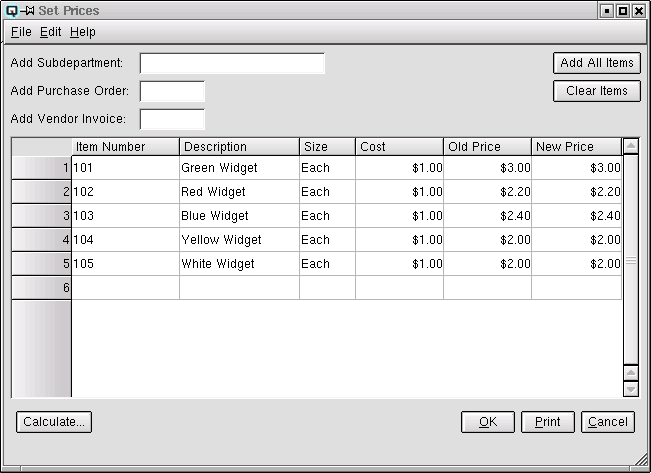 Set Prices
File Edit Help
Add Subdepartment: Add All Items
Add Purchase Order: Clear Items
Add Vendor Invoice:
Item Number Description Size Cost Old Price New Price
1 101 Green Widget Each $1.00 $3.00 $3.00
2 102 Red Widget Each $1.00 $2.20 $2.20
3 103 Blue Widget Each $1.00 $2.40 $2.40
4 104 Yellow Widget Each $1.00 $2.00 $2.00
5 105 White Widget Each $1.00 $2.00 $2.00
6
Calculate... OK Print Cancel